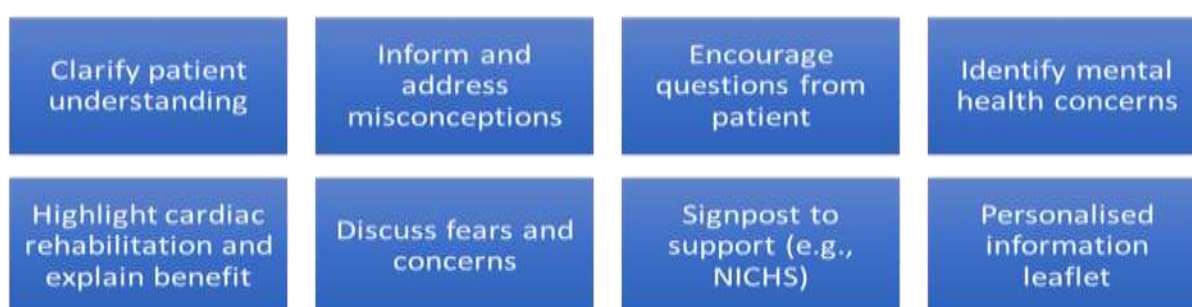 Clarify patient
understanding
Inform and
address
misconceptions
Encourage
questions from
patient
Identify mental
health concerns
Highlight cardiac
rehabilitation and
explain benefit
Discuss fears and
concerns
Signpost to
support (e.g.,
NICHS)
Personalised
information
leaflet